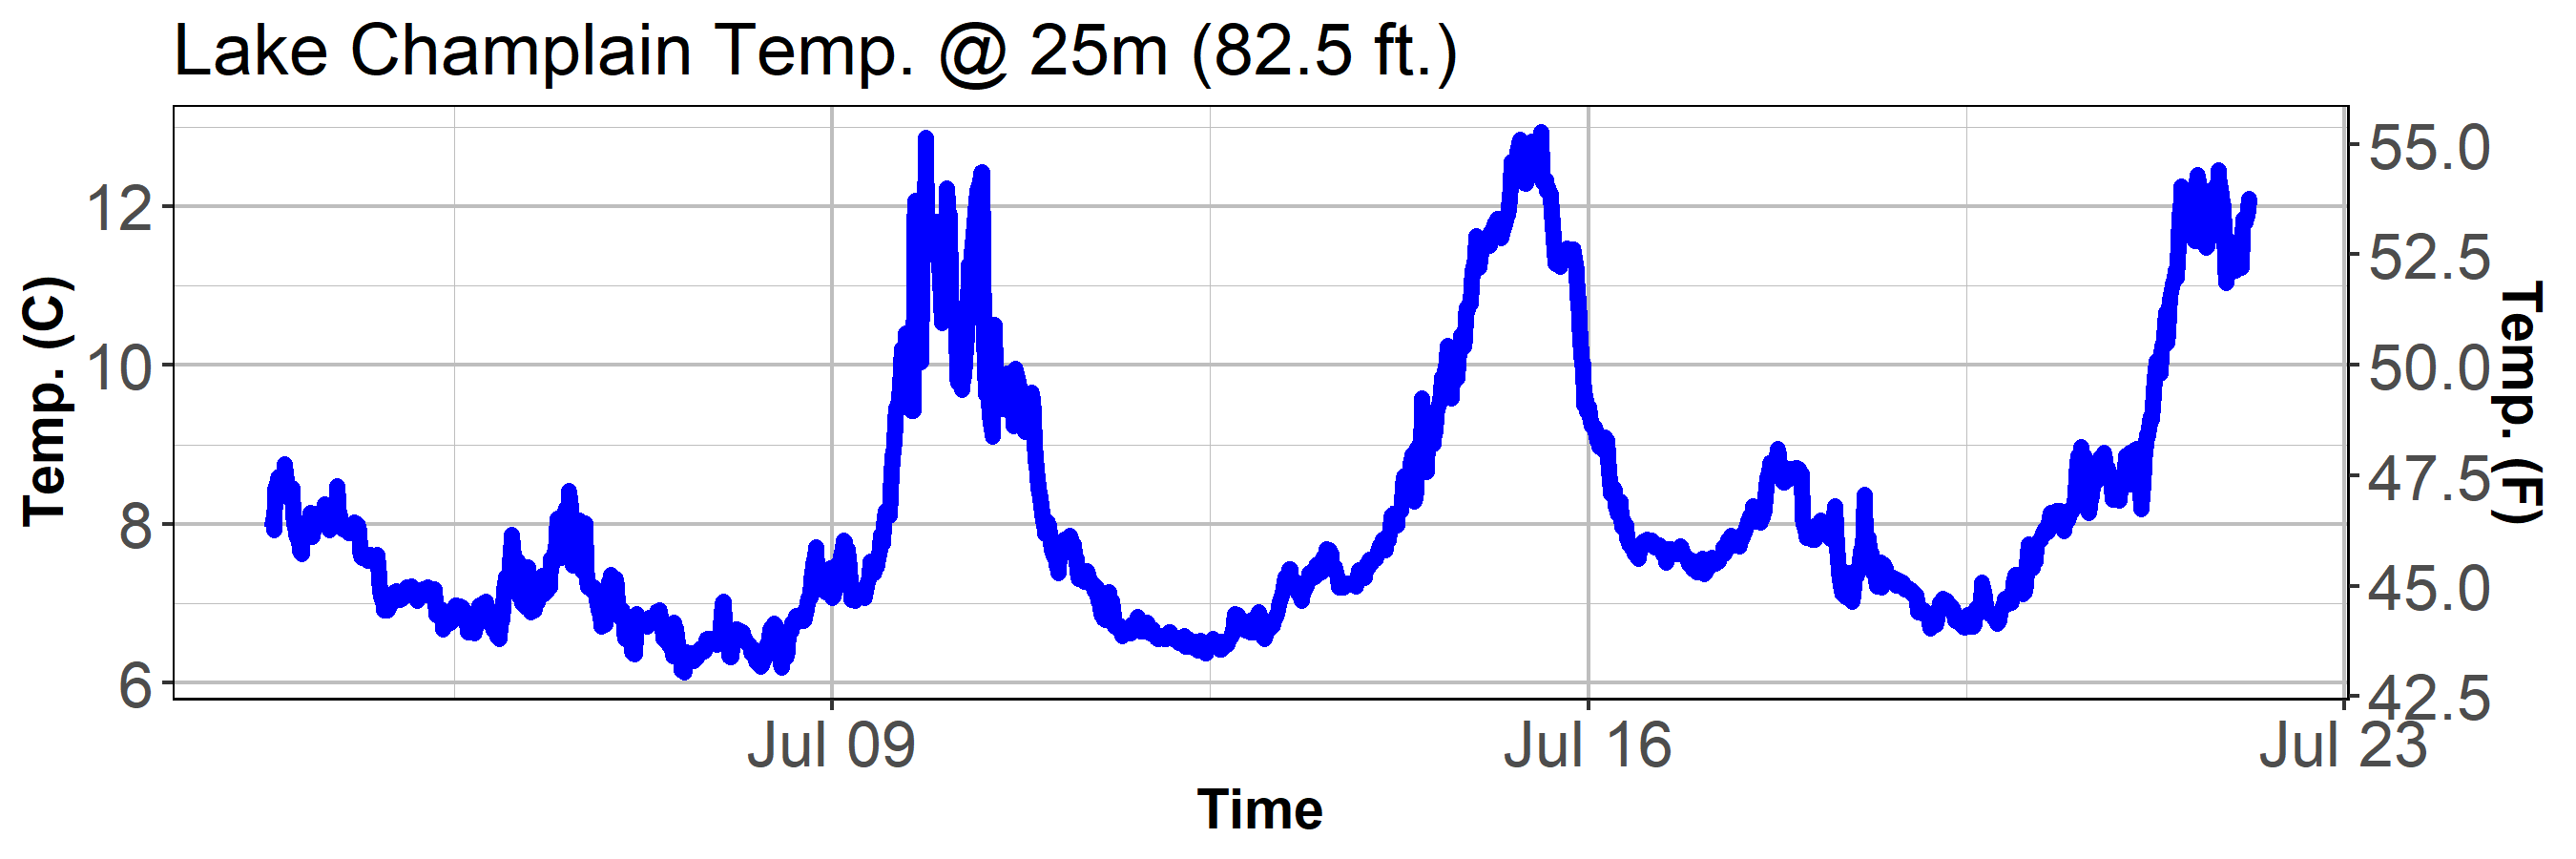 Lake Champlain Temp. @ 25m (82.5 ft.)
Temp. (C)
12
10
8
6
55.0
52.5
50.0
47.5
45.0
42.5
Temp. (F)
Jul 09
Jul 16
Jul 23
Time